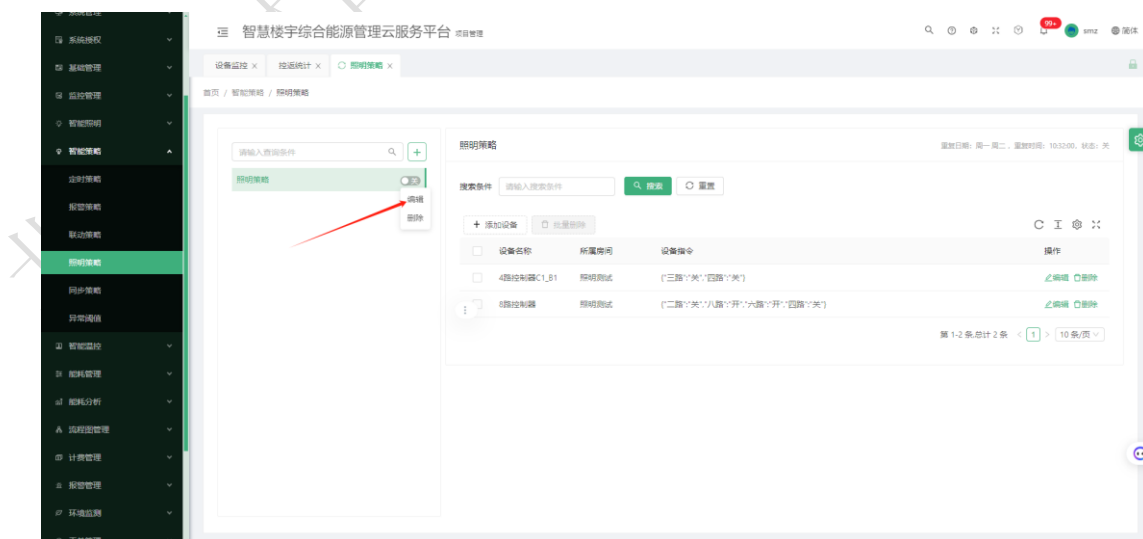 智慧楼宇综合能源管理云服务平台 项目管理
99+
smz
简体
系统授权
基础管理
监控管理
智能照明
智能策略
定时策略
报警策略
联动策略
照明策略
同步策略
异常阈值
智能温控
能耗管理
能耗分析
流程图管理
计费管理
报警管理
环境监测
设备监控 ×
控返统计 ×
照明策略 ×
首页 / 智能策略 / 照明策略
请输入查询条件
照明策略
关
编辑
删除
照明策略
重复日期: 周一 周二 , 重复时间: 10:32:00, 状态: 关
搜索条件 请输入搜索条件 搜索 重置
+ 添加设备 批量删除
设备名称 所属房间 设备指令 操作
4路控制器C1_B1 照明测试 {"三路":"关","四路":"关"} 编辑 删除
8路控制器 照明测试 {"二路":"关","八路":"开","六路":"开","四路":"关"} 编辑 删除
第 1-2 条,总计 2 条 < 1 > 10 条/页